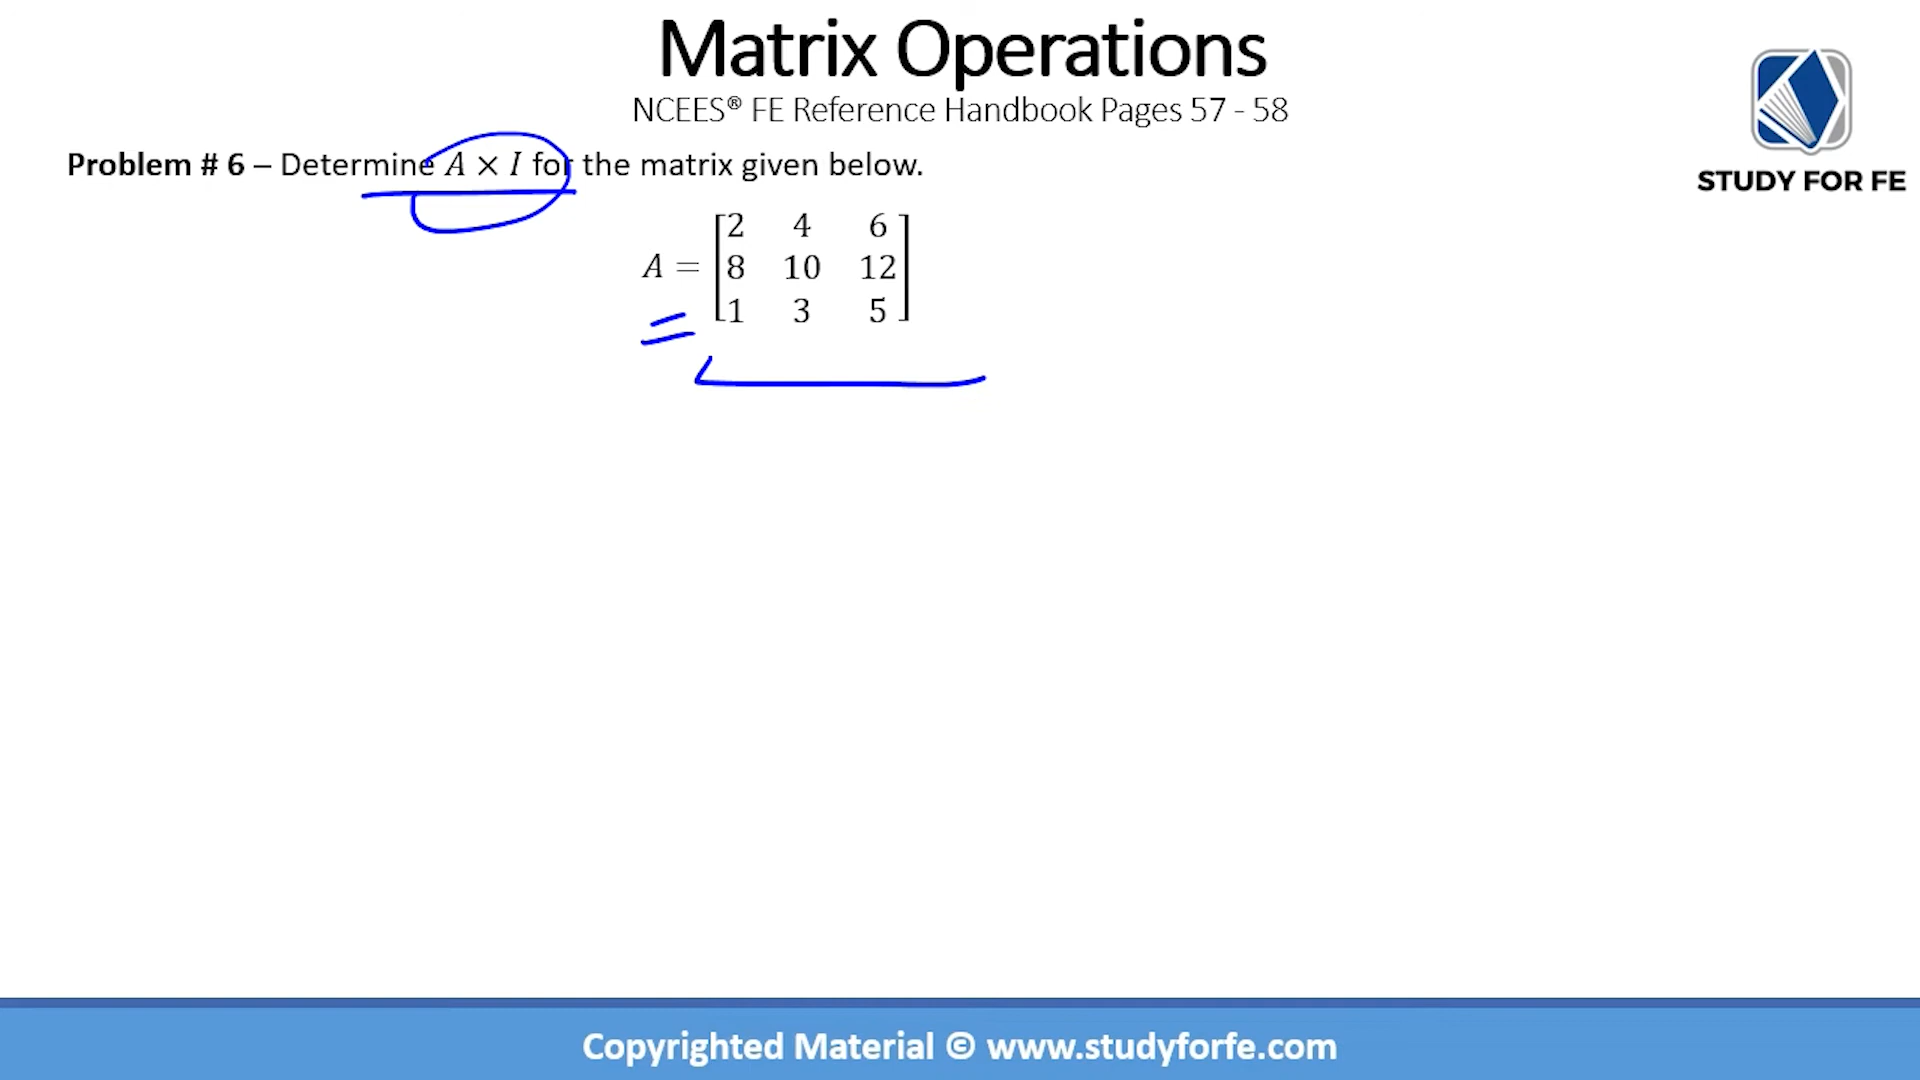 Matrix Operations
NCEES® FE Reference Handbook Pages 57 - 58
STUDY FOR FE
Problem # 6 – Determine A × I for the matrix given below.
A = [2 4 6
8 10 12
1 3 5]
Copyrighted Material © www.studyforfe.com